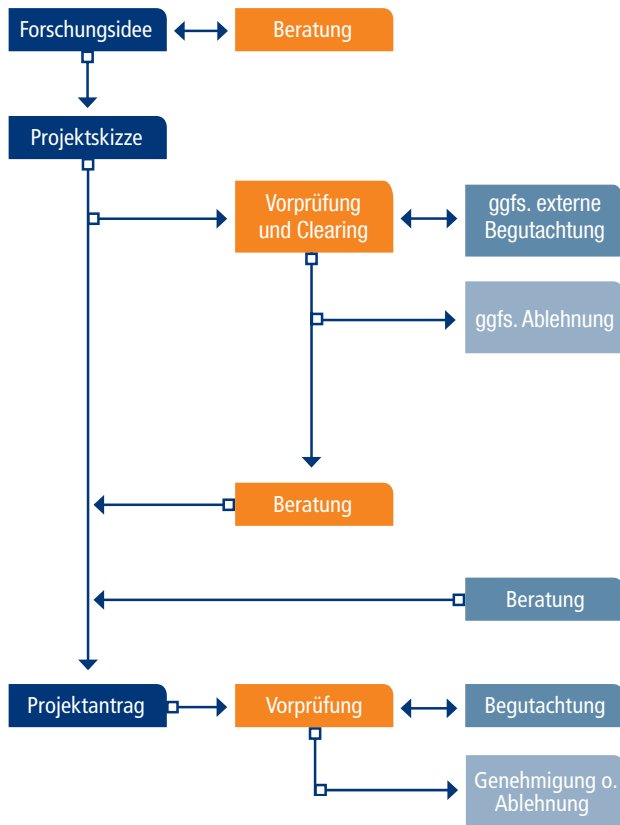 Forschungsidee
Beratung
Projektskizze
Vorprüfung
und Clearing
ggfs. externe
Begutachtung
ggfs. Ablehnung
Beratung
Beratung
Projektantrag
Vorprüfung
Begutachtung
Genehmigung o.
Ablehnung